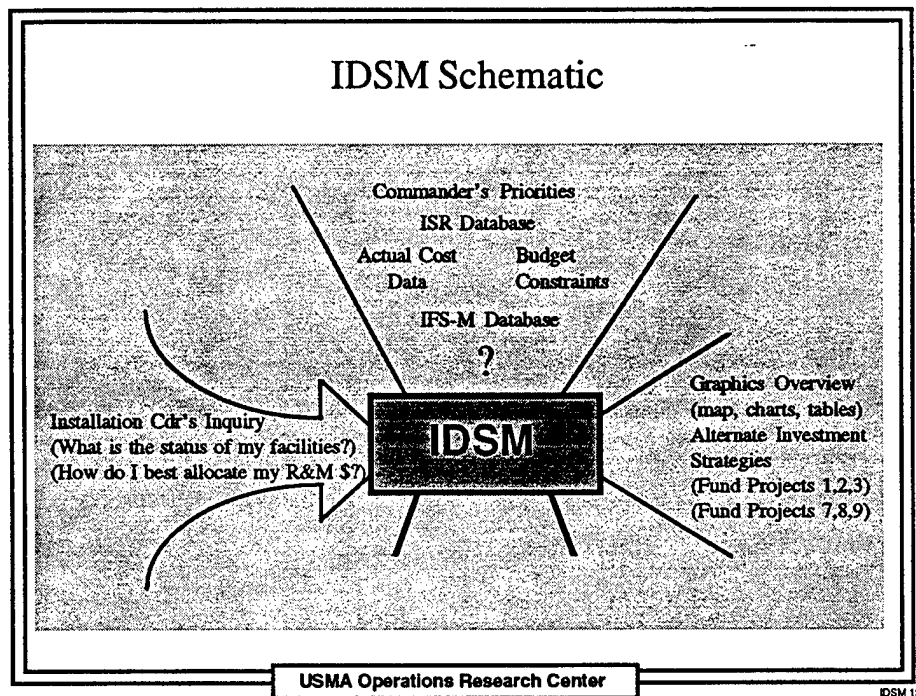 IDSM Schematic
Commander's Priorities
ISR Database
Actual Cost Data
Budget Constraints
IFS-M Database
?
Installation Cdr's Inquiry
(What is the status of my facilities?)
(How do I best allocate my R&M $?)
IDSM
Graphics Overview
(map, charts, tables)
Alternate Investment
Strategies
(Fund Projects 1,2,3)
(Fund Projects 7,8,9)
USMA Operations Research Center